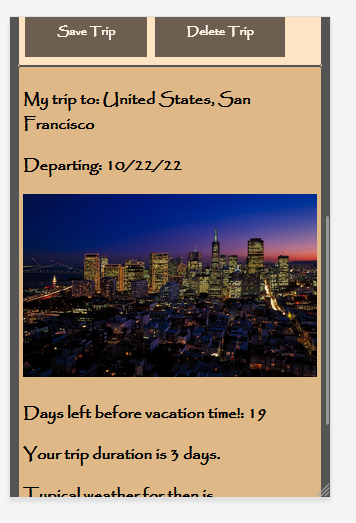 Save Trip Delete Trip
My trip to: United States, San
Francisco
Departing: 10/22/22
Days left before vacation time!: 19
Your trip duration is 3 days.
Typical weather for then is